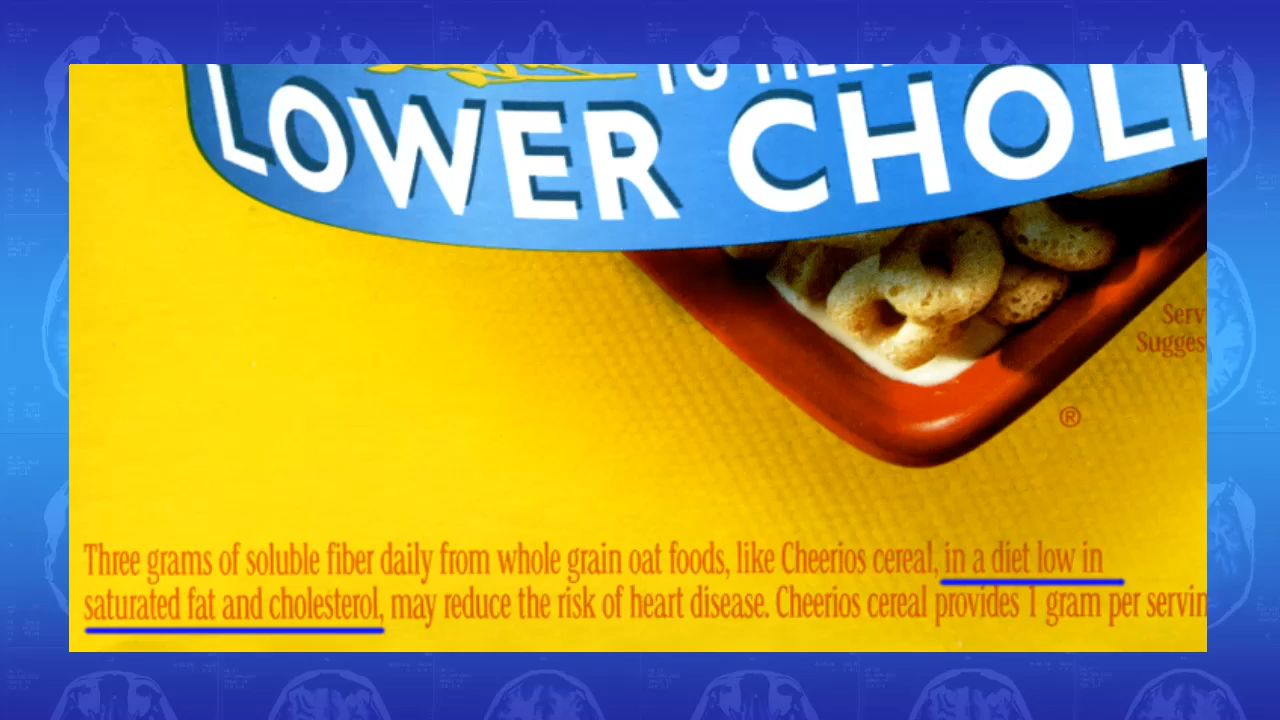 LOWER
Serv
Sugges
®
Three grams of soluble fiber daily from whole grain oat foods, like Cheerios cereal, in a diet low in
saturated fat and cholesterol, may reduce the risk of heart disease. Cheerios cereal provides 1 gram per servin